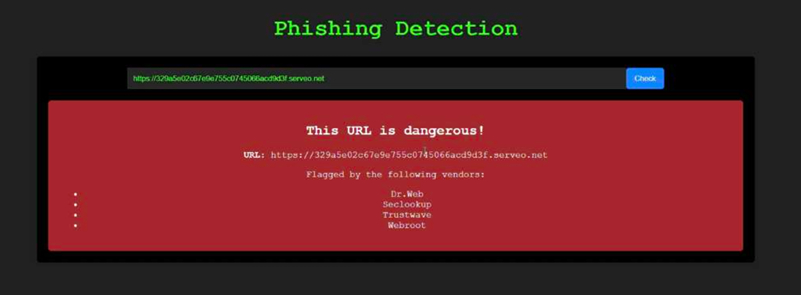 Phishing Detection
https://329a5e02c67e9e755c0745066acd9d3f.serveo.net
Check
This URL is dangerous!
URL: https://329a5e02c67e9e755c0745066acd9d3f.serveo.net
Flagged by the following vendors:
Dr.Web
Seclookup
Trustwave
Webroot